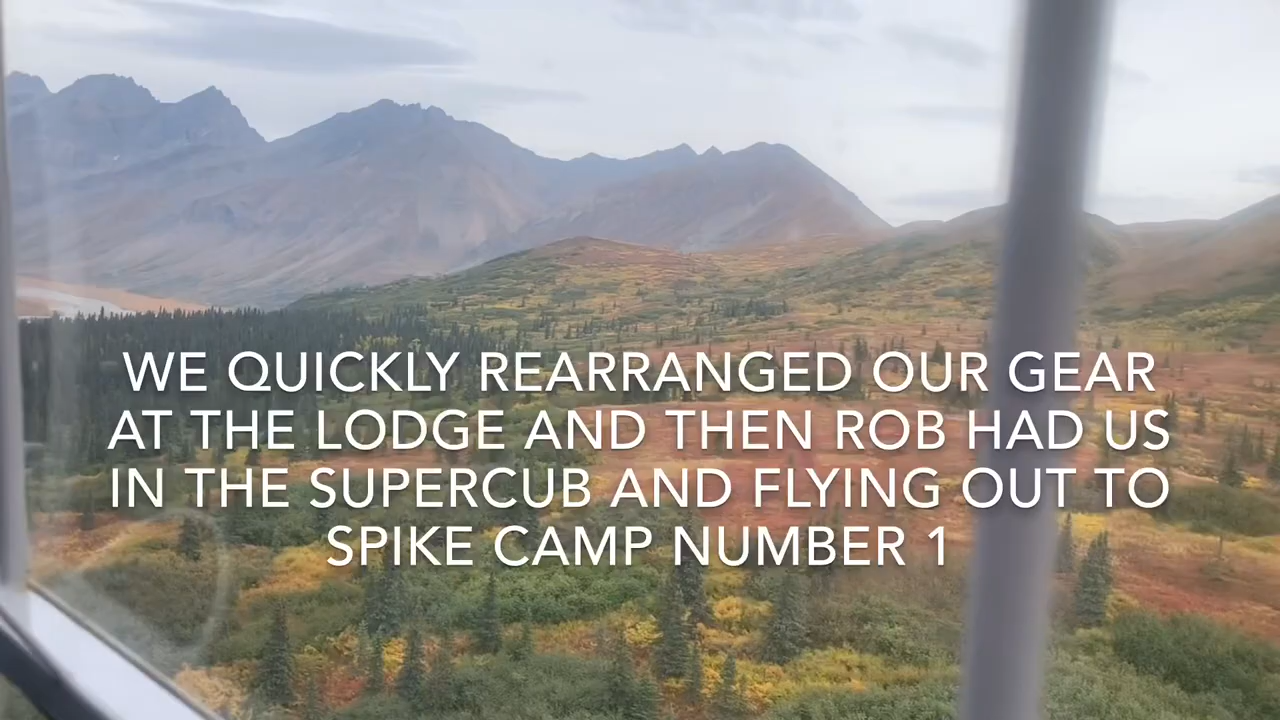 WE QUICKLY REARRANGED OUR GEAR
AT THE LODGE AND THEN ROB HAD US
IN THE SUPERCUB AND FLYING OUT TO
SPIKE CAMP NUMBER 1